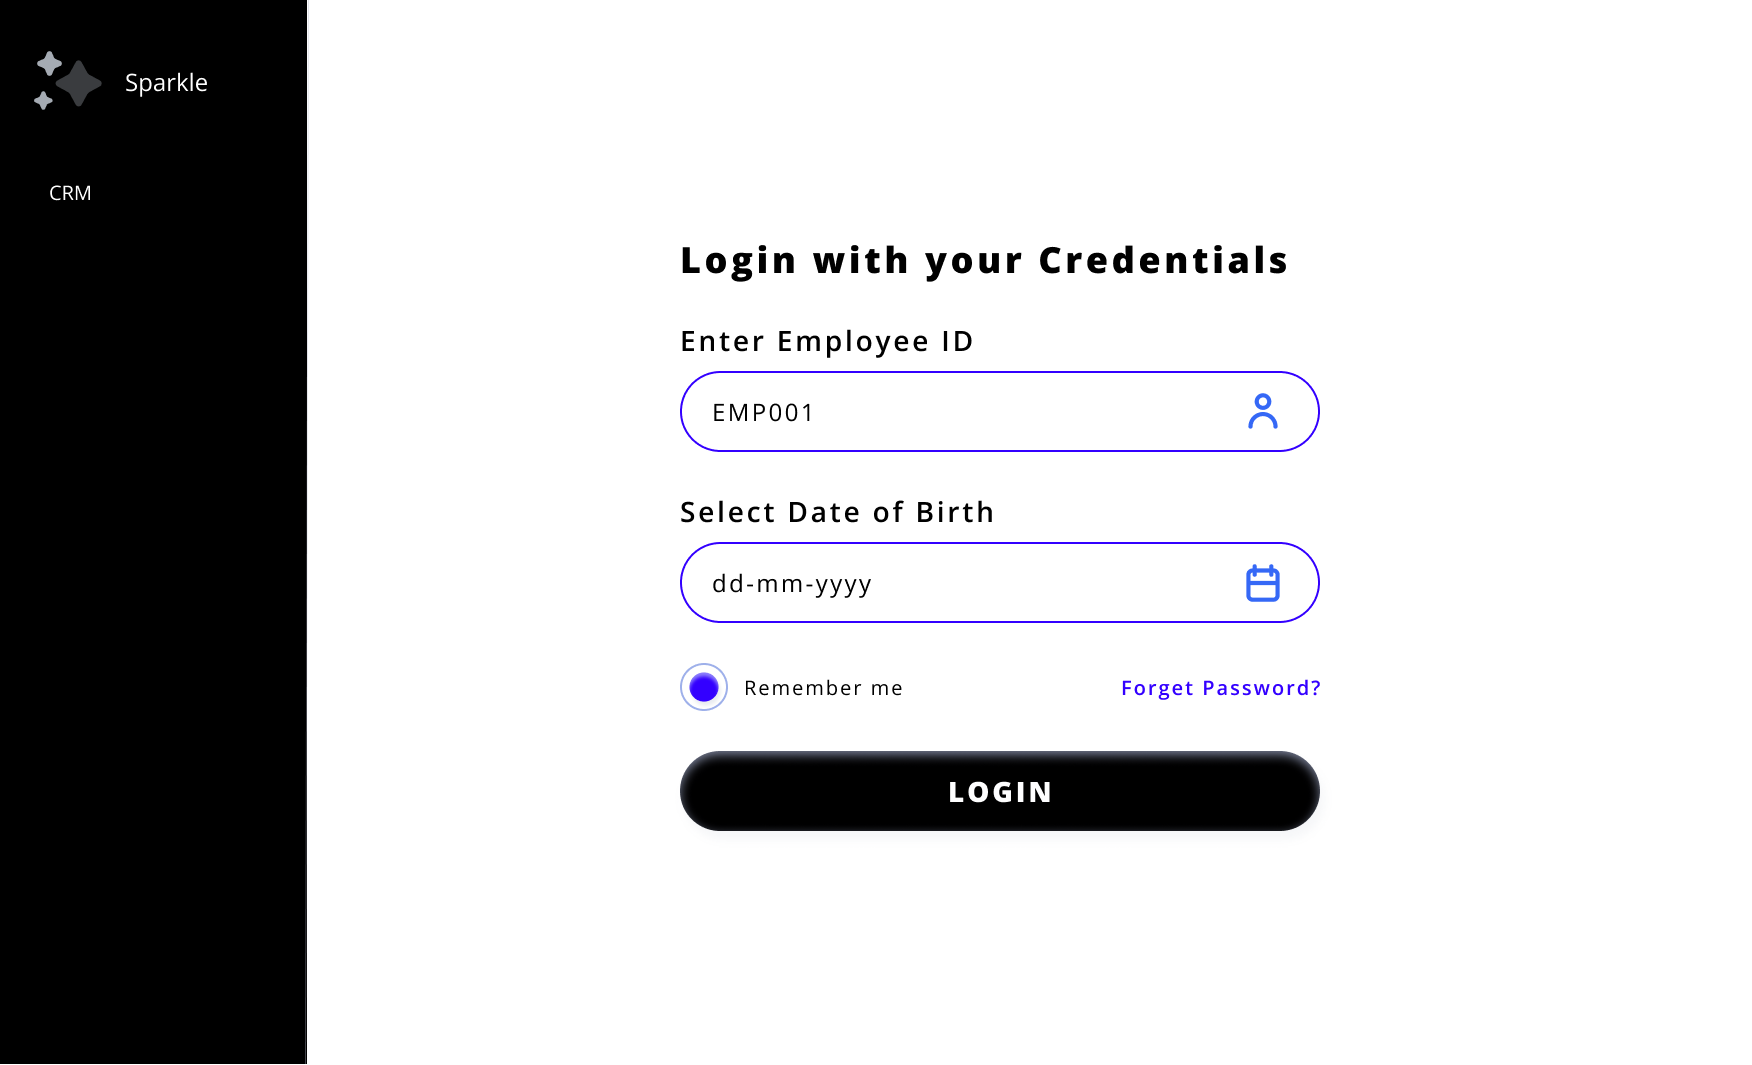 Sparkle
CRM
Login with your Credentials
Enter Employee ID
EMP001
Select Date of Birth
dd-mm-yyyy
Remember me
Forget Password?
LOGIN